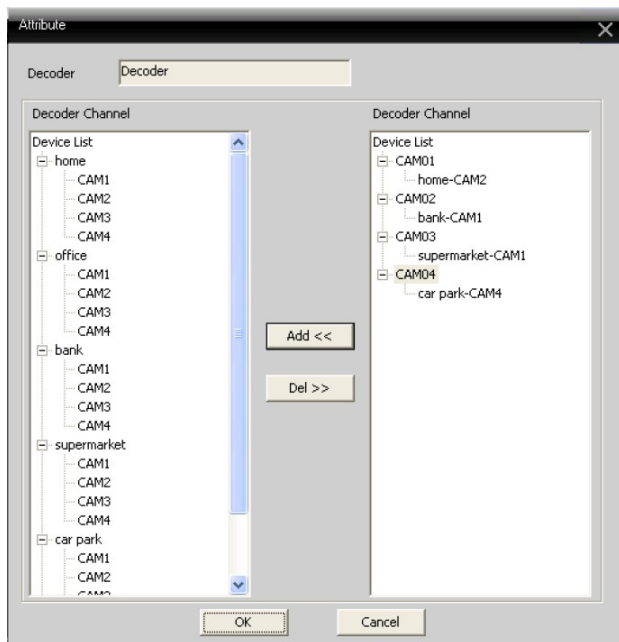 Attribute
Decoder
Decoder
Decoder Channel
Device List
home
CAM1
CAM2
CAM3
CAM4
office
CAM1
CAM2
CAM3
CAM4
bank
CAM1
CAM2
CAM3
CAM4
supermarket
CAM1
CAM2
CAM3
CAM4
car park
CAM1
CAM2
Add <<
Del >>
Decoder Channel
Device List
CAM01
home-CAM2
CAM02
bank-CAM1
CAM03
supermarket-CAM1
CAM04
car park-CAM4
OK
Cancel